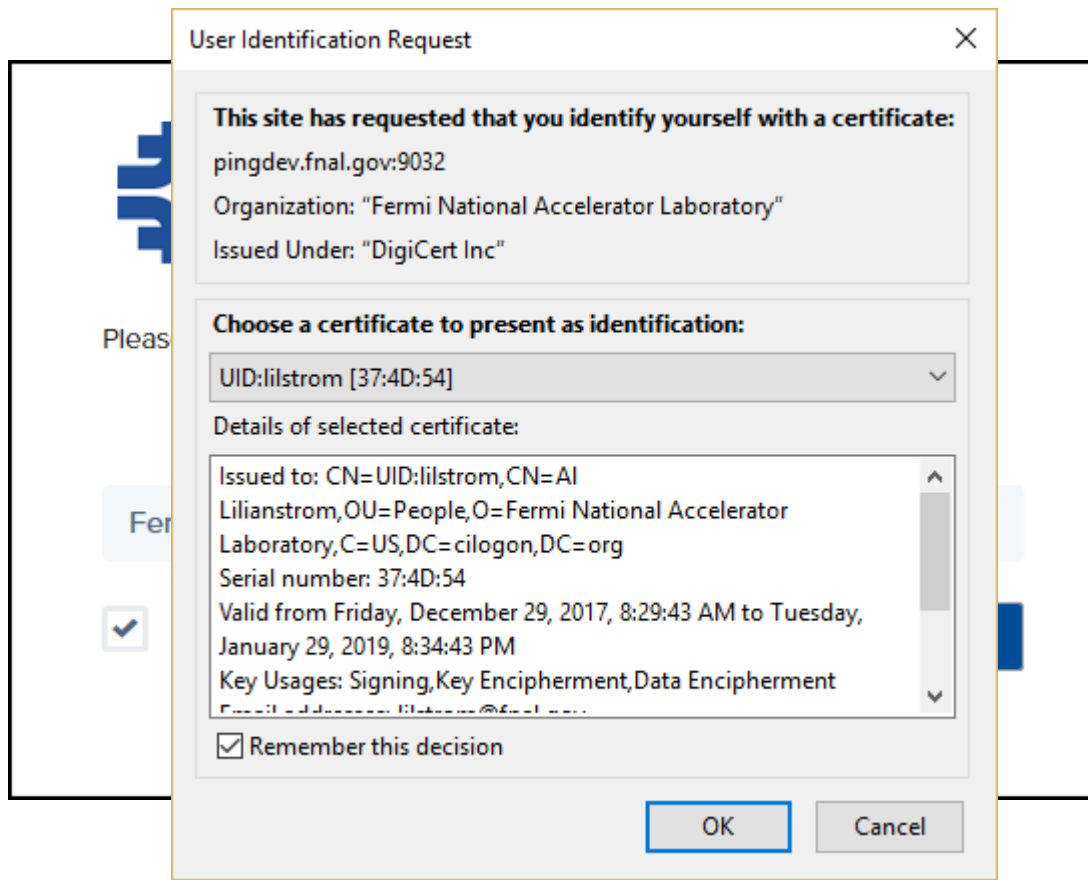 User Identification Request
This site has requested that you identify yourself with a certificate:
pingdev.fnal.gov:9032
Organization: "Fermi National Accelerator Laboratory"
Issued Under: "DigiCert Inc"
Pleas
Choose a certificate to present as identification:
UID:lilstrom [37:4D:54]
Details of selected certificate:
Issued to: CN=UID:lilstrom,CN=Al
Lilianstrom,OU=People,O=Fermi National Accelerator
Laboratory,C=US,DC=cilogon,DC=org
Fer
Serial number: 37:4D:54
Valid from Friday, December 29, 2017, 8:29:43 AM to Tuesday,
January 29, 2019, 8:34:43 PM
Key Usages: Signing,Key Encipherment,Data Encipherment
Email addresses: lilstrom@fnal.gov
Remember this decision
OK Cancel